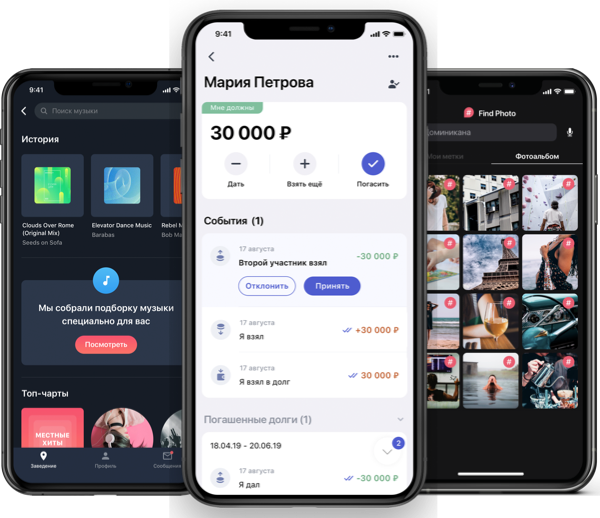 9:41
Поиск музыки
История
Clouds Over Rome
(Original Mix)
Seeds on Sofa
Elevator Dance Music
Barabas
Rebel M
Bob Ma
Мы собрали подборку музыки
специально для вас
Посмотреть
Топ-чарты
МЕСТНЫЕ
ХИТЫ
Заведение
Профиль
Сообщения
9:41
Мария Петрова
Мне должны
30 000 ₽
Дать
Взять ещё
Погасить
События (1)
17 августа
Второй участник взял
-30 000 ₽
Отклонить
Принять
17 августа
Я взял
+30 000 ₽
17 августа
Я взял в долг
30 000 ₽
Погашенные долги (1)
18.04.19 - 20.06.19
2
17 августа
Я дал
-30 000 ₽
# Find Photo
Доминикана
Мои метки
Фотоальбом
#
#
#
#
#
#
#
#
#
#
#
#